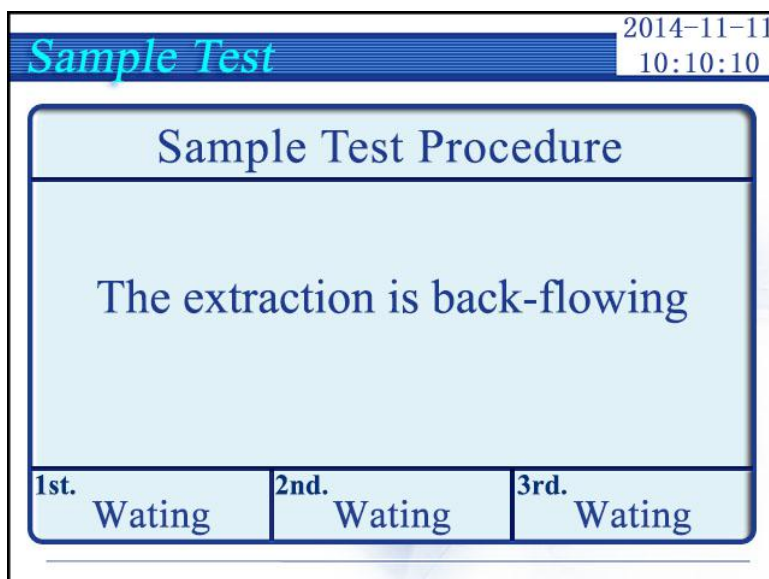 Sample Test
2014-11-11
10:10:10
Sample Test Procedure
The extraction is back-flowing
1st.
Wating
2nd.
Wating
3rd.
Wating